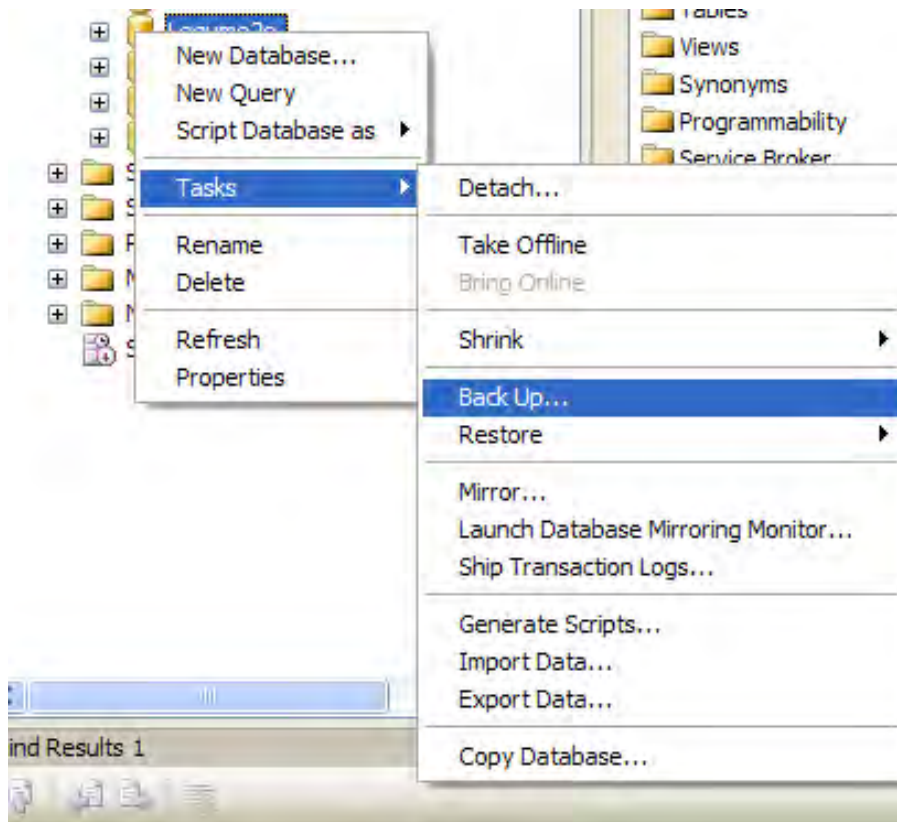 New Database...
New Query
Script Database as
Tasks
Rename
Delete
Refresh
Properties
Tables
Views
Synonyms
Programmability
Service Broker
Detach...
Take Offline
Bring Online
Shrink
Back Up...
Restore
Mirror...
Launch Database Mirroring Monitor...
Ship Transaction Logs...
Generate Scripts...
Import Data...
Export Data...
Copy Database...
ind Results 1